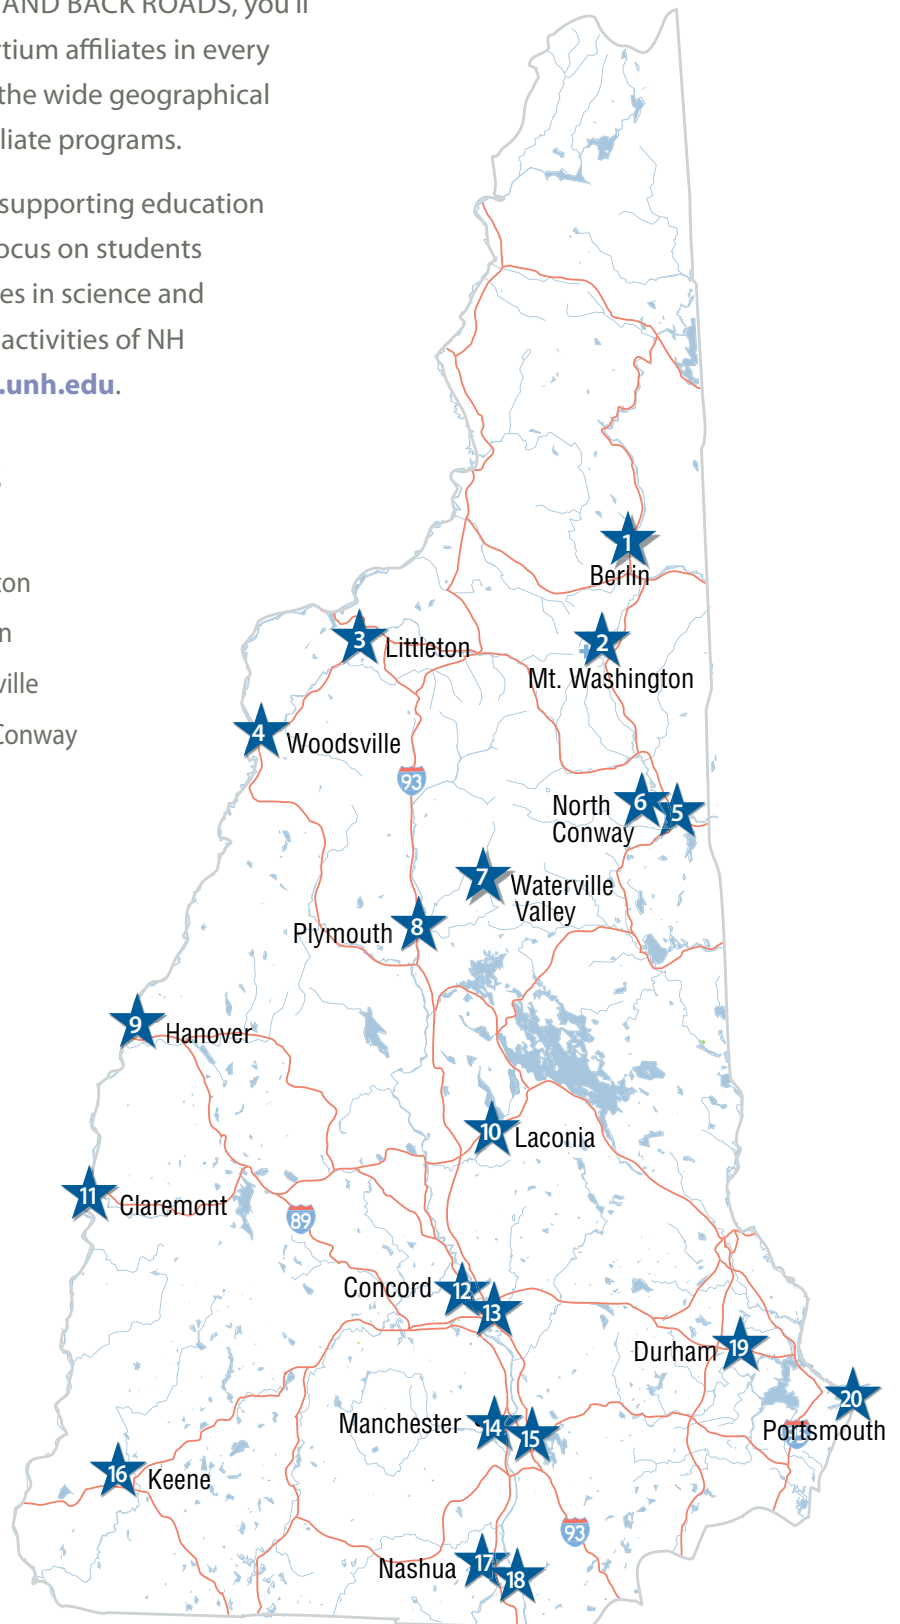 AND BACK ROADS, you'll
rtium affiliates in every
the wide geographical
liate programs.
supporting education
ocus on students
es in science and
activities of NH
.unh.edu.
ton
n
ville
Conway
1
Berlin
2
Mt. Washington
3
Littleton
4
Woodsville
93
North
Conway
6
5
7
Waterville
Valley
Plymouth
8
9
Hanover
10
Laconia
11
Claremont
89
Concord
12
13
Durham
19
20
Portsmouth
Manchester
14
15
16
Keene
93
Nashua
17
18